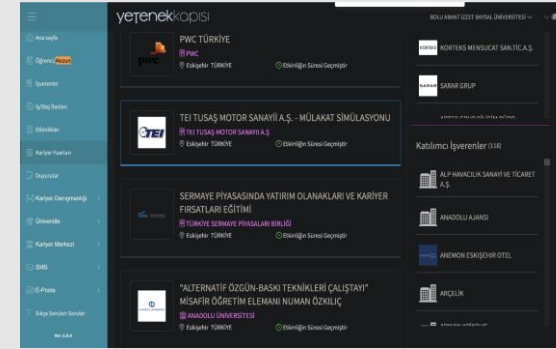 yetenekkapısı
BOLU ABANT İZZET BAYSAL ÜNİVERSİTESİ
Ana sayfa
Öğrenci/Mezun
İşverenler
İş/Staj İlanları
Etkinlikler
Kariyer Fuarları
Duyurular
Kariyer Danışmanlığı
Üniversite
Kariyer Merkezi
SMS
E-Posta
Sıkça Sorulan Sorular
PWC TÜRKİYE
PWC
Eskişehir TÜRKİYE
Etkinliğin Süresi Geçmiştir
pwc
TEI TUSAŞ MOTOR SANAYİİ A.Ş. - MÜLAKAT SİMÜLASYONU
TEI TUSAŞ MOTOR SANAYİİ A.Ş
Eskişehir TÜRKİYE
Etkinliğin Süresi Geçmiştir
TEI
SERMAYE PİYASASINDA YATIRIM OLANAKLARI VE KARİYER
FIRSATLARI EĞİTİMİ
TÜRKİYE SERMAYE PİYASALARI BİRLİĞİ
Eskişehir TÜRKİYE
Etkinliğin Süresi Geçmiştir
"ALTERNATİF ÖZGÜN-BASKI TEKNİKLERİ ÇALIŞTAYI"
MİSAFİR ÖĞRETİM ELEMANI NUMAN ÖZKILIÇ
ANADOLU ÜNİVERSİTESİ
Eskişehir TÜRKİYE
Etkinliğin Süresi Geçmiştir
KORTEKS MENSUCAT SAN.TİC.A.Ş.
SARAR GRUP
Katılımcı İşverenler (116)
ALP HAVACILIK SANAYİ VE TİCARET
A.Ş.
ANADOLU AJANSI
ANEMON ESKİŞEHİR OTEL
ARÇELİK